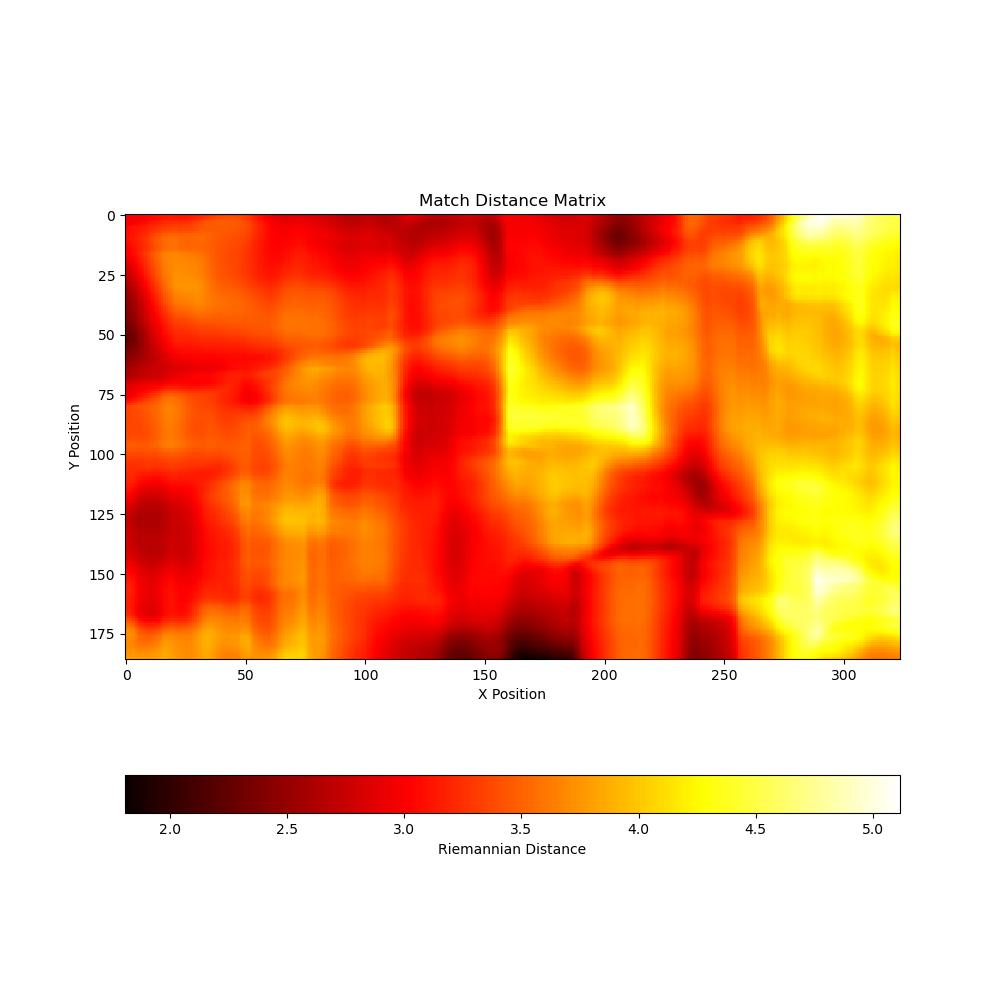 Match Distance Matrix
0
25
50
75
100
125
150
175
Y Position
0 50 100 150 200 250 300
X Position
2.0 2.5 3.0 3.5 4.0 4.5 5.0
Riemannian Distance